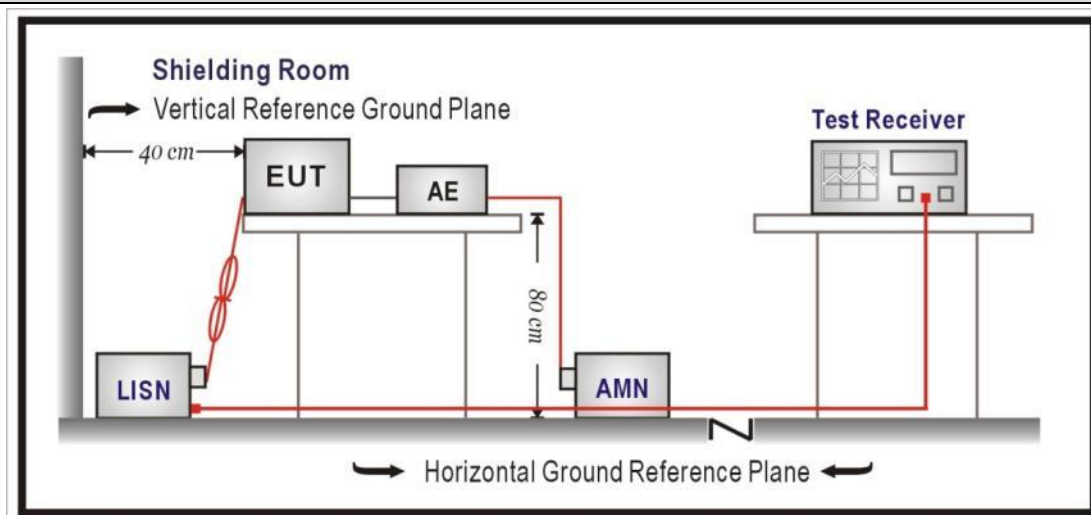 Shielding Room
Vertical Reference Ground Plane
Test Receiver
40 cm
EUT
AE
80 cm
LISN
AMN
Horizontal Ground Reference Plane